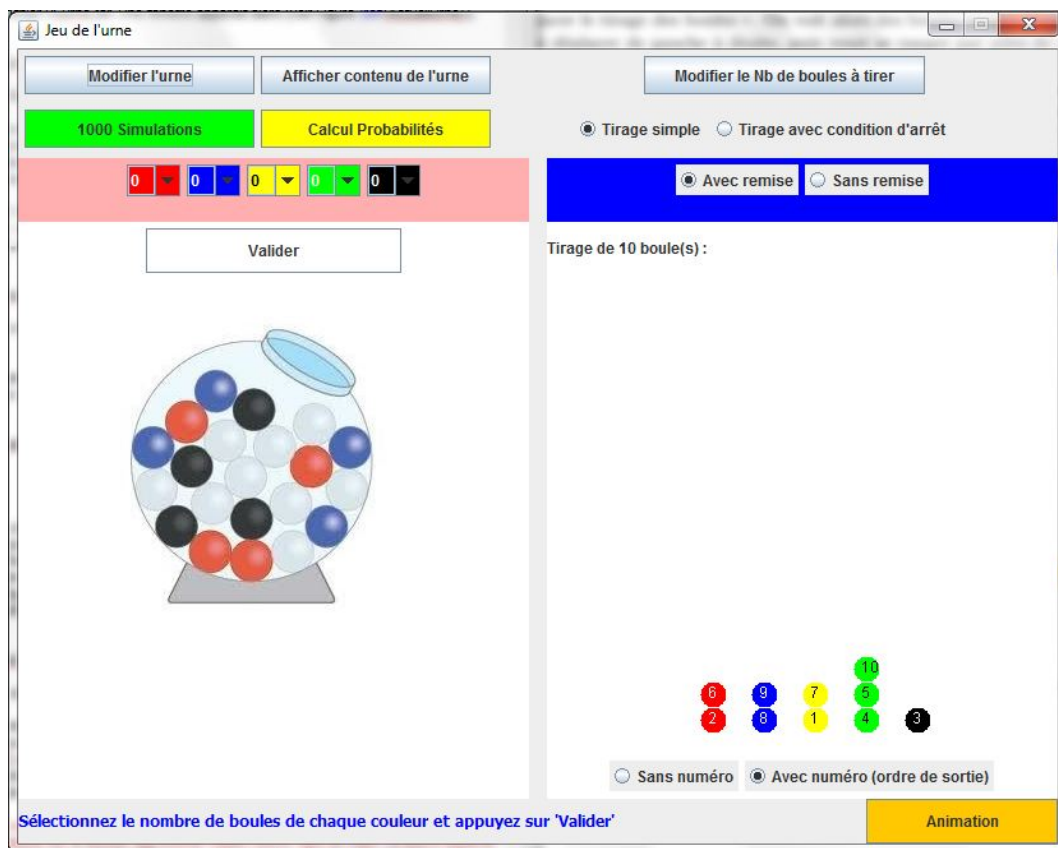 Jeu de l'urne
Modifier l'urne
Afficher contenu de l'urne
Modifier le Nb de boules à tirer
1000 Simulations
Calcul Probabilités
Tirage simple
Tirage avec condition d'arrêt
0 0 0 0 0
Avec remise
Sans remise
Valider
Tirage de 10 boule(s) :
10
6 9 7 5
2 8 1 4 3
Sans numéro
Avec numéro (ordre de sortie)
Sélectionnez le nombre de boules de chaque couleur et appuyez sur 'Valider'
Animation